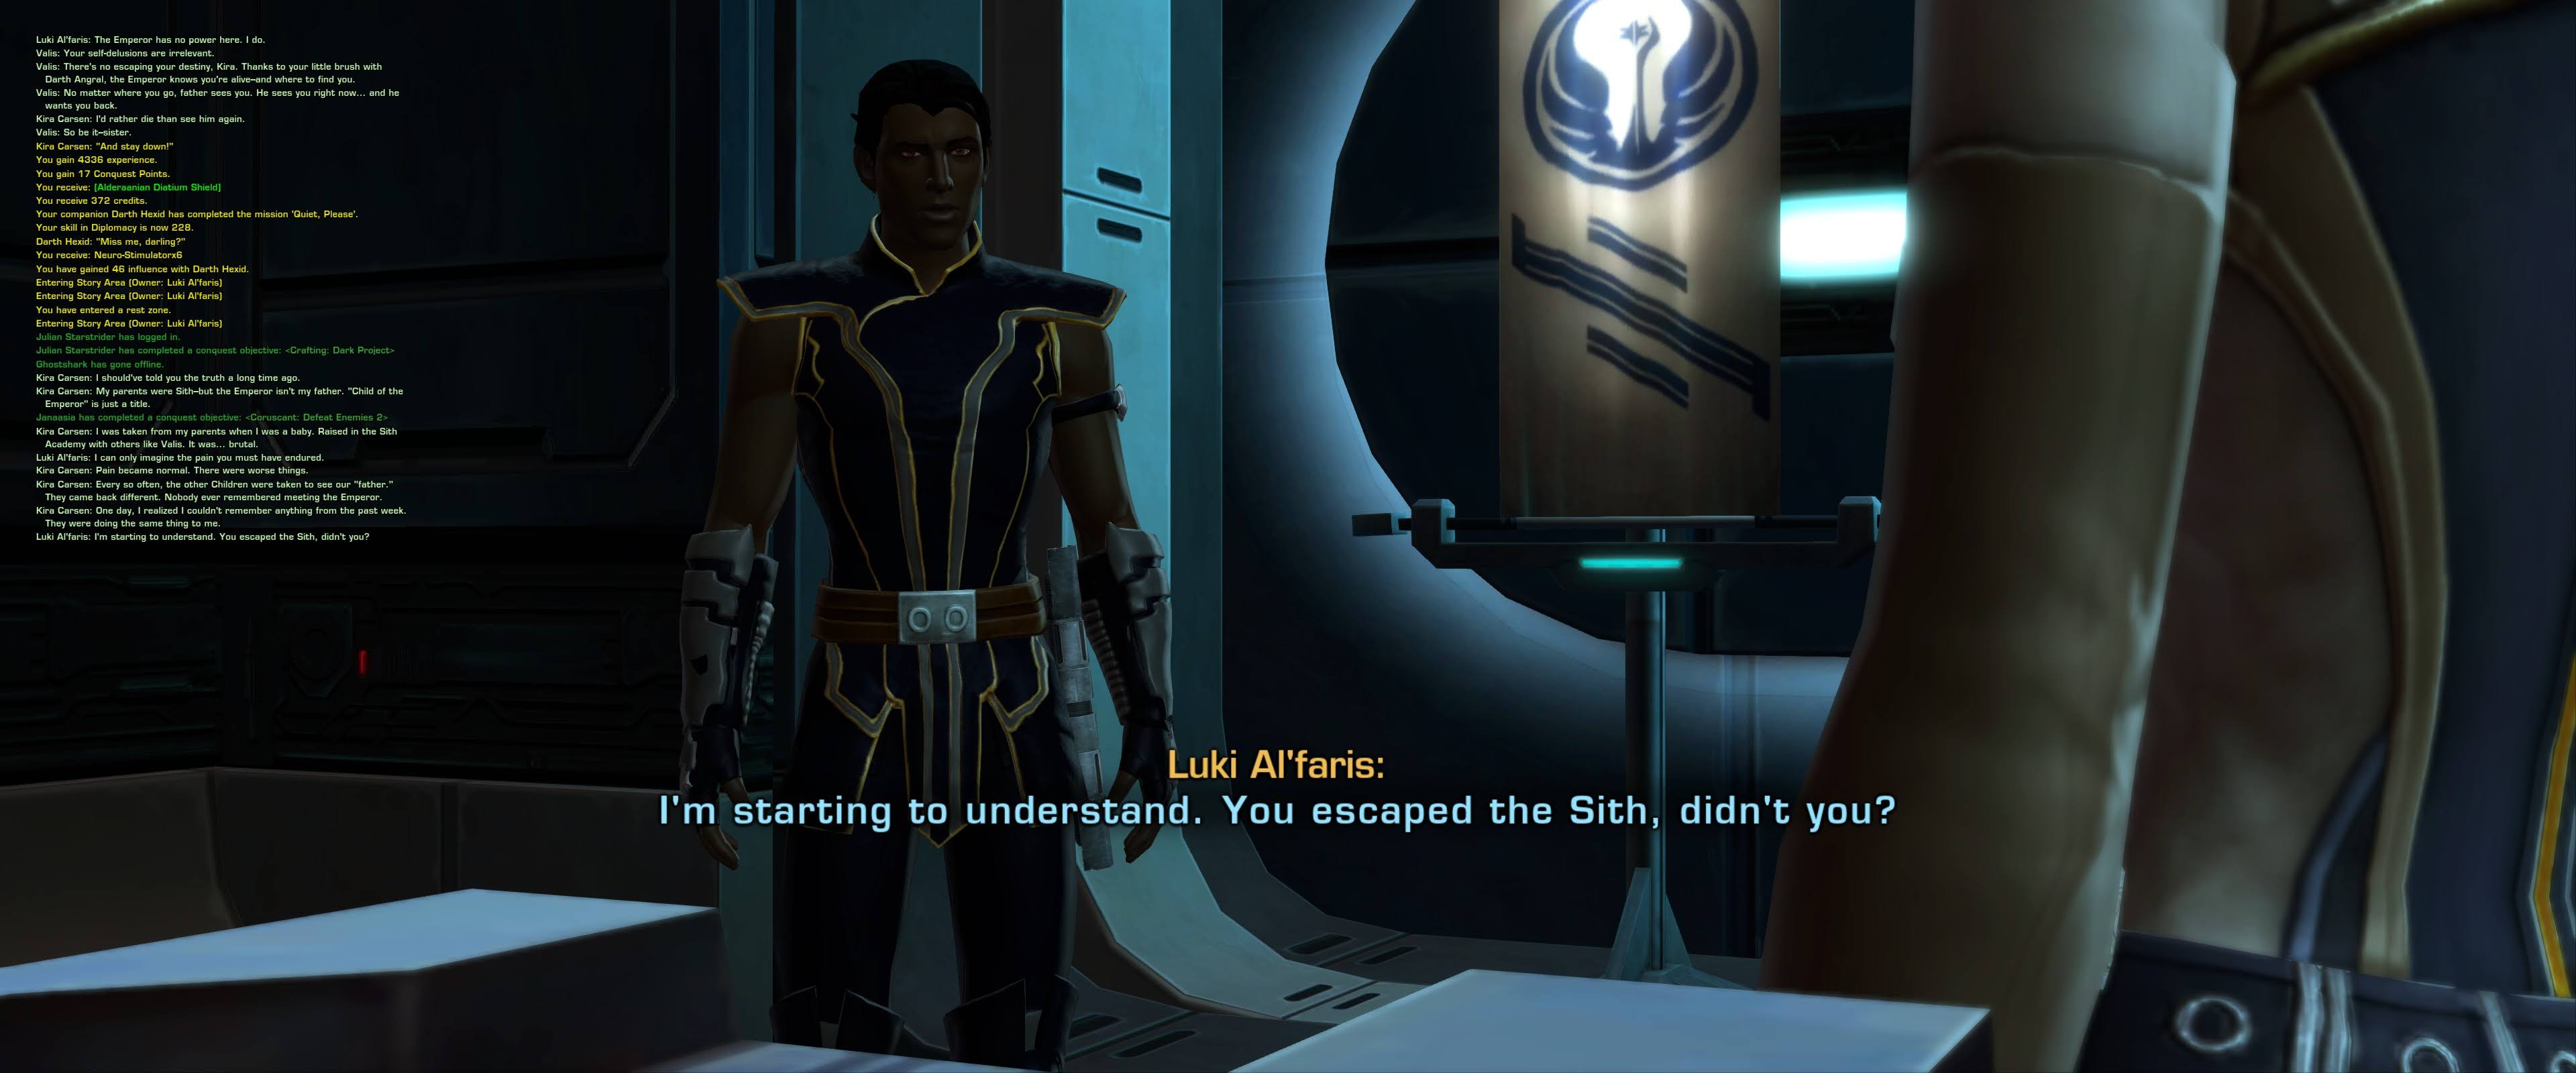 Luki Al'faris: The Emperor has no power here. I do.
Valis: Your self-delusions are irrelevant.
Valis: There's no escaping your destiny, Kira. Thanks to your little brush with
Darth Angral, the Emperor knows you're alive—and where to find you.
Valis: No matter where you go, father sees you. He sees you right now... and he
wants you back.
Kira Carsen: I'd rather die than see him again.
Valis: So be it—sister.
Kira Carsen: "And stay down!"
You gain 4336 experience.
You gain 17 Conquest Points.
You receive: [Alderaanian Diatium Shield]
You receive 372 credits.
Your companion Darth Hexid has completed the mission 'Quiet, Please'.
Your skill in Diplomacy is now 228.
Darth Hexid: "Miss me, darling?"
You receive: Neuro-Stimulatorx6
You have gained 46 influence with Darth Hexid.
Entering Story Area (Owner: Luki Al'faris)
Entering Story Area (Owner: Luki Al'faris)
You have entered a rest zone.
Entering Story Area (Owner: Luki Al'faris)
Julian Starstrider has logged in.
Julian Starstrider has completed a conquest objective: <Crafting: Dark Project>
Ghostshark has gone offline.
Kira Carsen: I should've told you the truth a long time ago.
Kira Carsen: My parents were Sith—but the Emperor isn't my father. "Child of the
Emperor" is just a title.
Janaasia has completed a conquest objective: <Coruscant: Defeat Enemies 2>
Kira Carsen: I was taken from my parents when I was a baby. Raised in the Sith
Academy with others like Valis. It was... brutal.
Luki Al'faris: I can only imagine the pain you must have endured.
Kira Carsen: Pain became normal. There were worse things.
Kira Carsen: Every so often, the other Children were taken to see our "father."
They came back different. Nobody ever remembered meeting the Emperor.
Kira Carsen: One day, I realized I couldn't remember anything from the past week.
They were doing the same thing to me.
Luki Al'faris: I'm starting to understand. You escaped the Sith, didn't you?
Luki Al'faris:
I'm starting to understand. You escaped the Sith, didn't you?